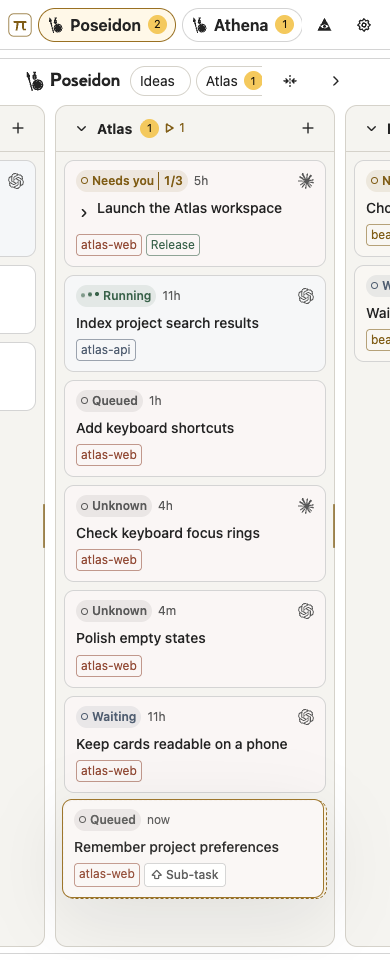 π Poseidon 2 Athena 1
Poseidon Ideas Atlas 1
Atlas 1 1
Needs you 1/3 5h
Launch the Atlas workspace
atlas-web Release
Running 11h
Index project search results
atlas-api
Queued 1h
Add keyboard shortcuts
atlas-web
Unknown 4h
Check keyboard focus rings
atlas-web
Unknown 4m
Polish empty states
atlas-web
Waiting 11h
Keep cards readable on a phone
atlas-web
Queued now
Remember project preferences
atlas-web Sub-task